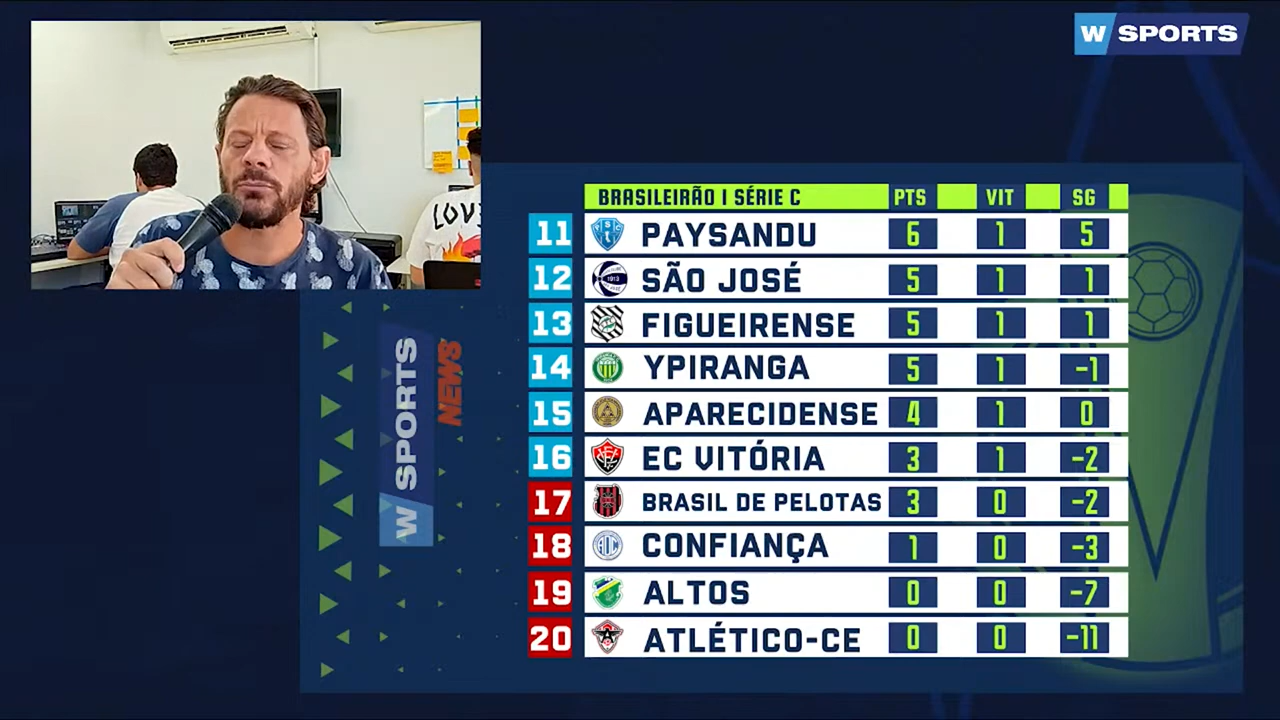 W SPORTS
LOVE
BRASILEIRÃO | SÉRIE C PTS VIT SG
11 PAYSANDU 6 1 5
12 SÃO JOSÉ 5 1 1
13 FIGUEIRENSE 5 1 1
14 YPIRANGA 5 1 -1
15 APARECIDENSE 4 1 0
16 EC VITÓRIA 3 1 -2
17 BRASIL DE PELOTAS 3 0 -2
18 CONFIANÇA 1 0 -3
19 ALTOS 0 0 -7
20 ATLÉTICO-CE 0 0 -11
W SPORTS
NEWS